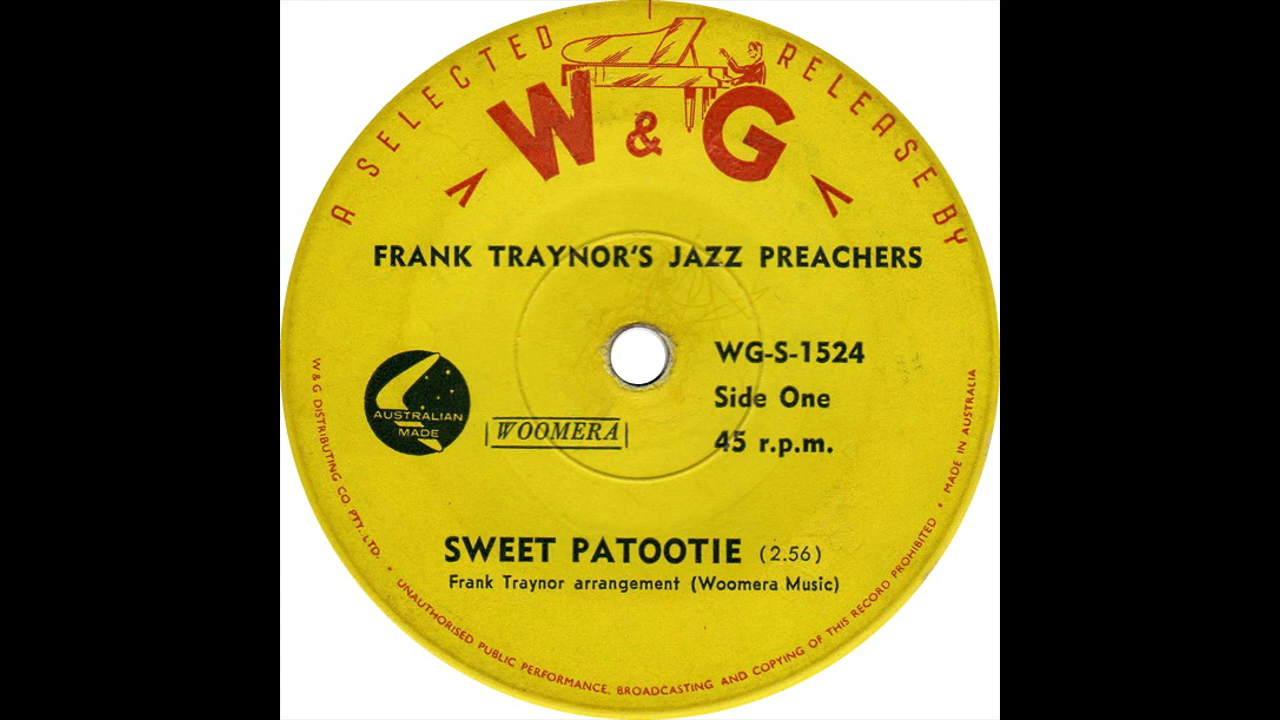 A SELECTED RELEASE BY
W & G
FRANK TRAYNOR'S JAZZ PREACHERS
WG-S-1524
Side One
45 r.p.m.
AUSTRALIAN
MADE
WOOMERA
SWEET PATOOTIE (2.56)
Frank Traynor arrangement (Woomera Music)
W & G DISTRIBUTING CO PTY. LTD. • UNAUTHORISED PUBLIC PERFORMANCE, BROADCASTING AND COPYING OF THIS RECORD PROHIBITED • MADE IN AUSTRALIA